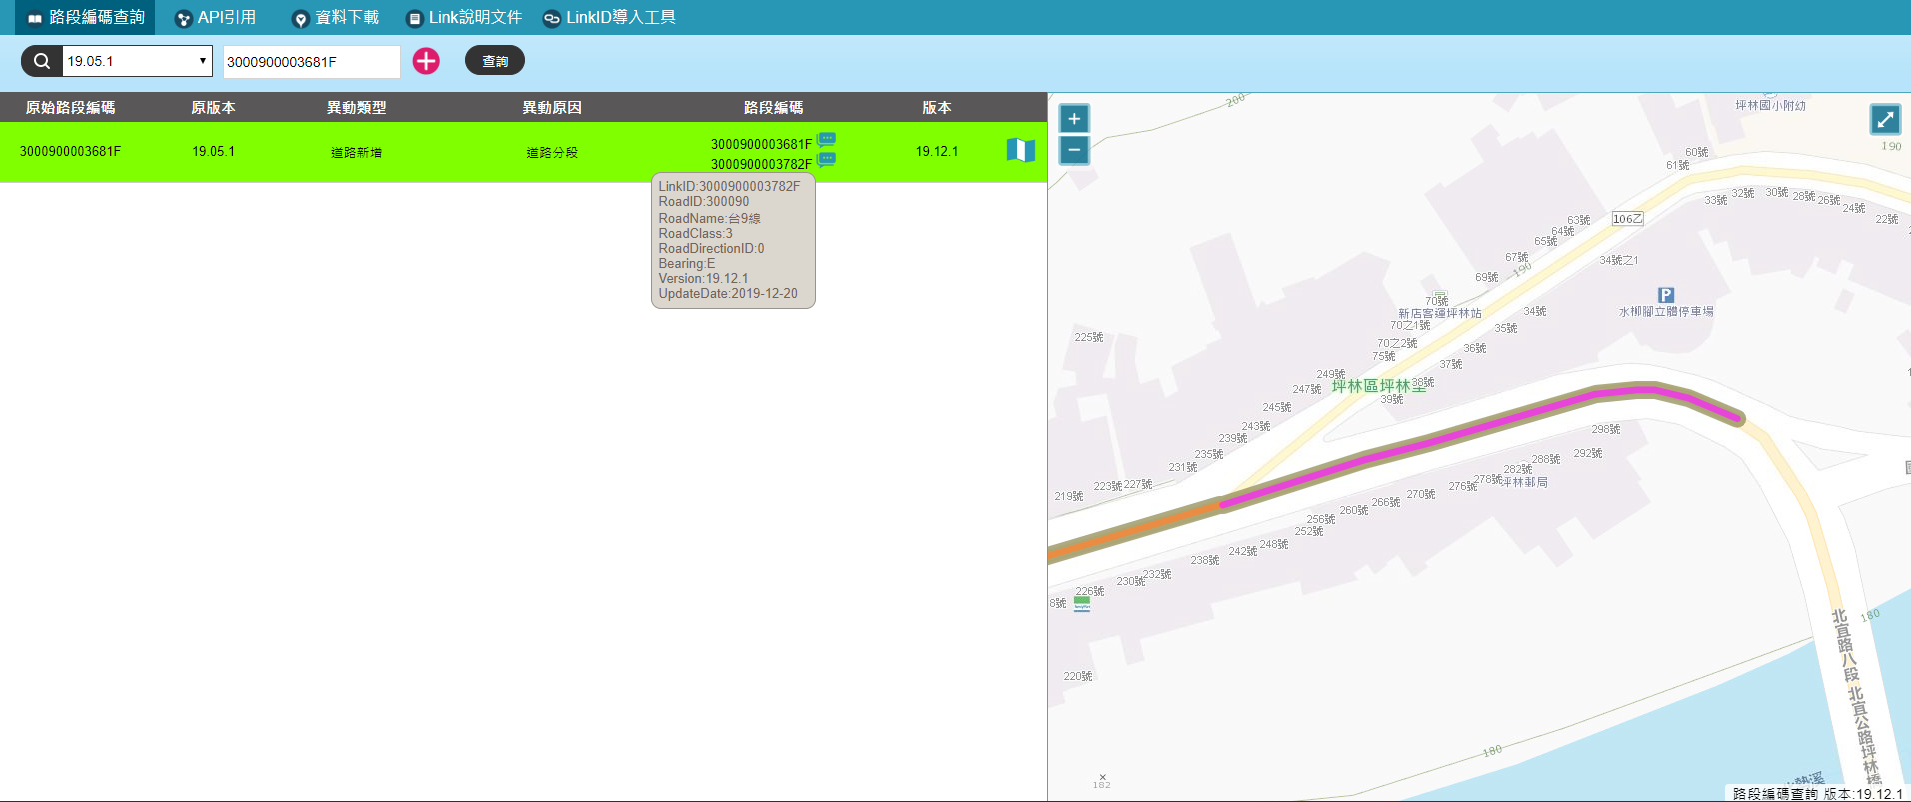 路段編碼查詢 API引用 資料下載 Link說明文件 LinkID導入工具
19.05.1 3000900003681F 查詢
原始路段編碼 原版本 異動類型 異動原因 路段編碼 版本
3000900003681F 19.05.1 道路新增 道路分段 3000900003681F 19.12.1
3000900003782F
LinkID:3000900003782F
RoadID:300090
RoadName:台9線
RoadClass:3
RoadDirectionID:0
Bearing:E
Version:19.12.1
UpdateDate:2019-12-20
+
−
200
坪林國小附幼
190
60號
61號
33號
32號
30號
28號
26號
24號
22號
106乙
63號
64號
65號
67號
69號
190
34號之1
P
水柳腳立體停車場
70號
新店客運坪林站
70之1號
34號
35號
70之2號
75號
36號
37號
225號
249號
247號
坪林區坪林里
38號
39號
245號
243號
239號
235號
231號
227號
223號
219號
298號
292號
288號
282號
278號
坪林郵局
276號
270號
266號
260號
256號
252號
248號
242號
238號
232號
230號
226號
8號
220號
180
北宜路八段
北宜公路坪林橋
180
182
路段編碼查詢 版本:19.12.1